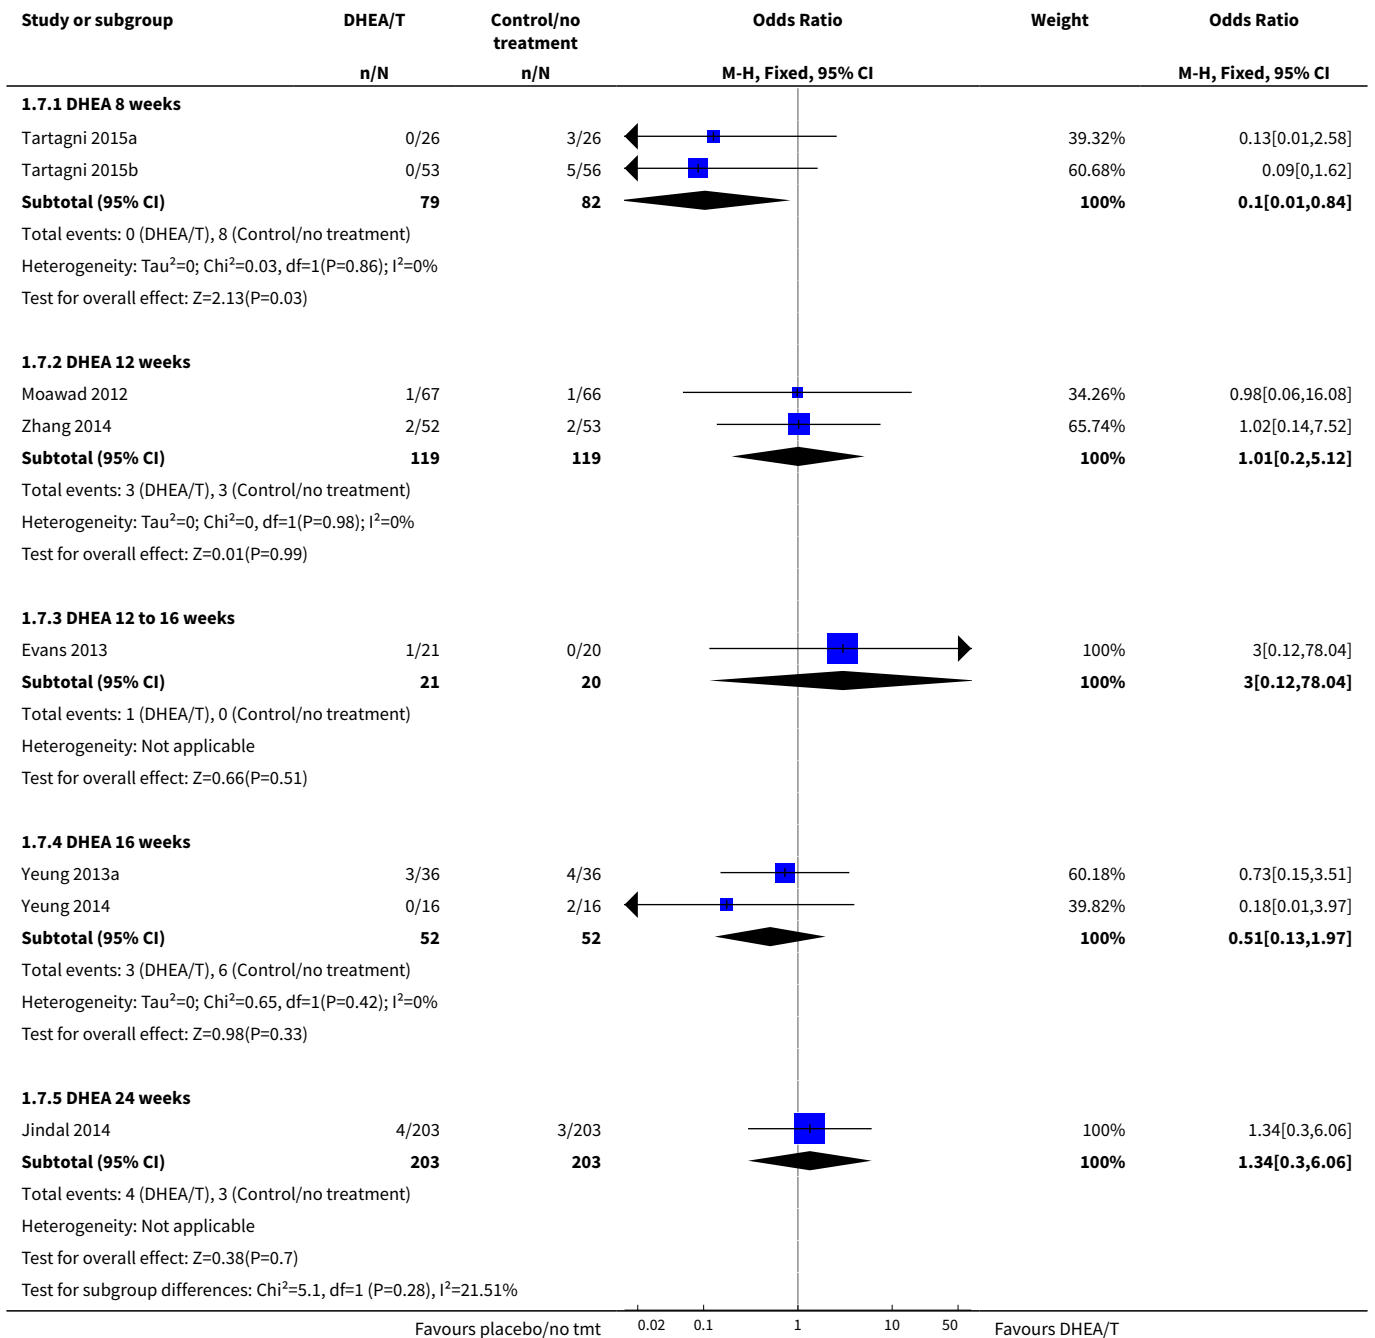 Study or subgroup DHEA/T Control/no treatment Odds Ratio Weight Odds Ratio
n/N n/N M-H, Fixed, 95% CI M-H, Fixed, 95% CI
1.7.1 DHEA 8 weeks
Tartagni 2015a 0/26 3/26 39.32% 0.13[0.01,2.58]
Tartagni 2015b 0/53 5/56 60.68% 0.09[0,1.62]
Subtotal (95% CI) 79 82 100% 0.1[0.01,0.84]
Total events: 0 (DHEA/T), 8 (Control/no treatment)
Heterogeneity: Tau²=0; Chi²=0.03, df=1(P=0.86); I²=0%
Test for overall effect: Z=2.13(P=0.03)
1.7.2 DHEA 12 weeks
Moawad 2012 1/67 1/66 34.26% 0.98[0.06,16.08]
Zhang 2014 2/52 2/53 65.74% 1.02[0.14,7.52]
Subtotal (95% CI) 119 119 100% 1.01[0.2,5.12]
Total events: 3 (DHEA/T), 3 (Control/no treatment)
Heterogeneity: Tau²=0; Chi²=0, df=1(P=0.98); I²=0%
Test for overall effect: Z=0.01(P=0.99)
1.7.3 DHEA 12 to 16 weeks
Evans 2013 1/21 0/20 100% 3[0.12,78.04]
Subtotal (95% CI) 21 20 100% 3[0.12,78.04]
Total events: 1 (DHEA/T), 0 (Control/no treatment)
Heterogeneity: Not applicable
Test for overall effect: Z=0.66(P=0.51)
1.7.4 DHEA 16 weeks
Yeung 2013a 3/36 4/36 60.18% 0.73[0.15,3.51]
Yeung 2014 0/16 2/16 39.82% 0.18[0.01,3.97]
Subtotal (95% CI) 52 52 100% 0.51[0.13,1.97]
Total events: 3 (DHEA/T), 6 (Control/no treatment)
Heterogeneity: Tau²=0; Chi²=0.65, df=1(P=0.42); I²=0%
Test for overall effect: Z=0.98(P=0.33)
1.7.5 DHEA 24 weeks
Jindal 2014 4/203 3/203 100% 1.34[0.3,6.06]
Subtotal (95% CI) 203 203 100% 1.34[0.3,6.06]
Total events: 4 (DHEA/T), 3 (Control/no treatment)
Heterogeneity: Not applicable
Test for overall effect: Z=0.38(P=0.7)
Test for subgroup differences: Chi²=5.1, df=1 (P=0.28), I²=21.51%
Favours placebo/no tmt 0.02 0.1 1 10 50 Favours DHEA/T